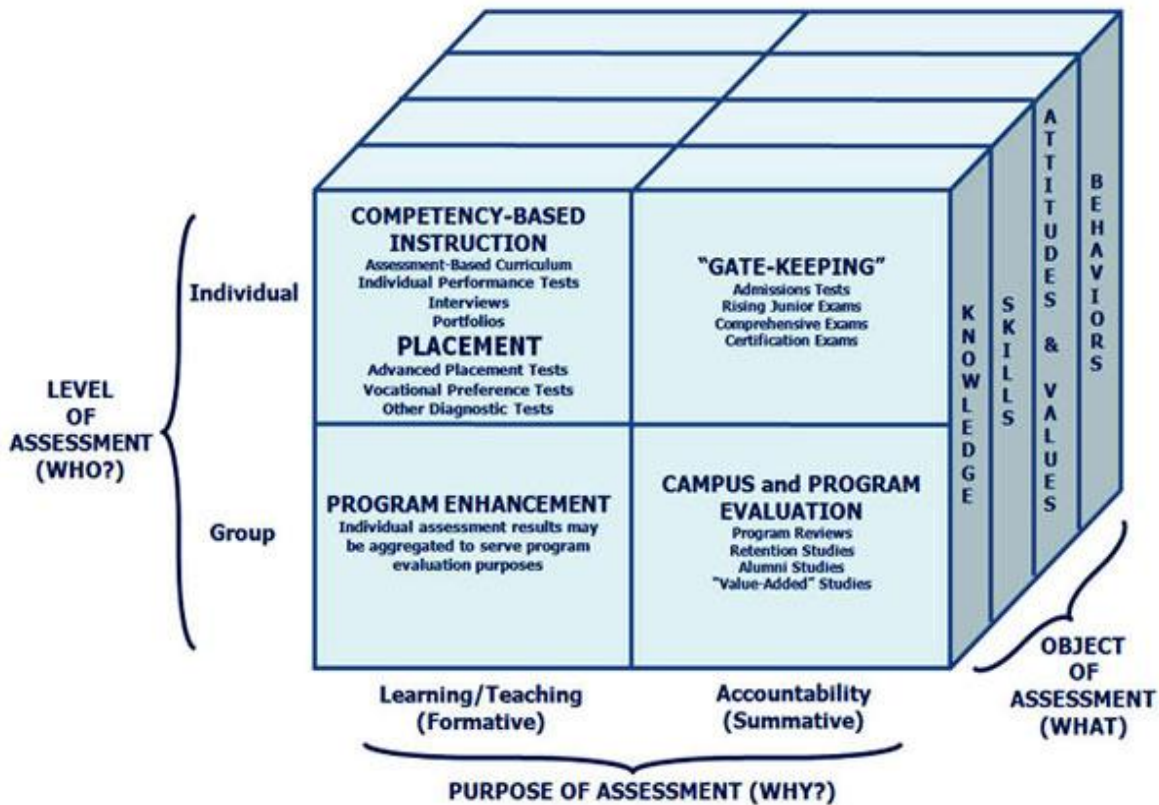 COMPETENCY-BASED
INSTRUCTION
Assessment-Based Curriculum
Individual Performance Tests
Interviews
Portfolios
PLACEMENT
Advanced Placement Tests
Vocational Preference Tests
Other Diagnostic Tests
"GATE-KEEPING"
Admissions Tests
Rising Junior Exams
Comprehensive Exams
Certification Exams
Individual
LEVEL
OF
ASSESSMENT
(WHO?)
Group
PROGRAM ENHANCEMENT
Individual assessment results may
be aggregated to serve program
evaluation purposes
CAMPUS and PROGRAM
EVALUATION
Program Reviews
Retention Studies
Alumni Studies
"Value-Added" Studies
KNOWLEDGE
SKILLS
ATTITUDES & VALUES
BEHAVIORS
OBJECT
OF
ASSESSMENT
(WHAT)
Learning/Teaching
(Formative)
Accountability
(Summative)
PURPOSE OF ASSESSMENT (WHY?)